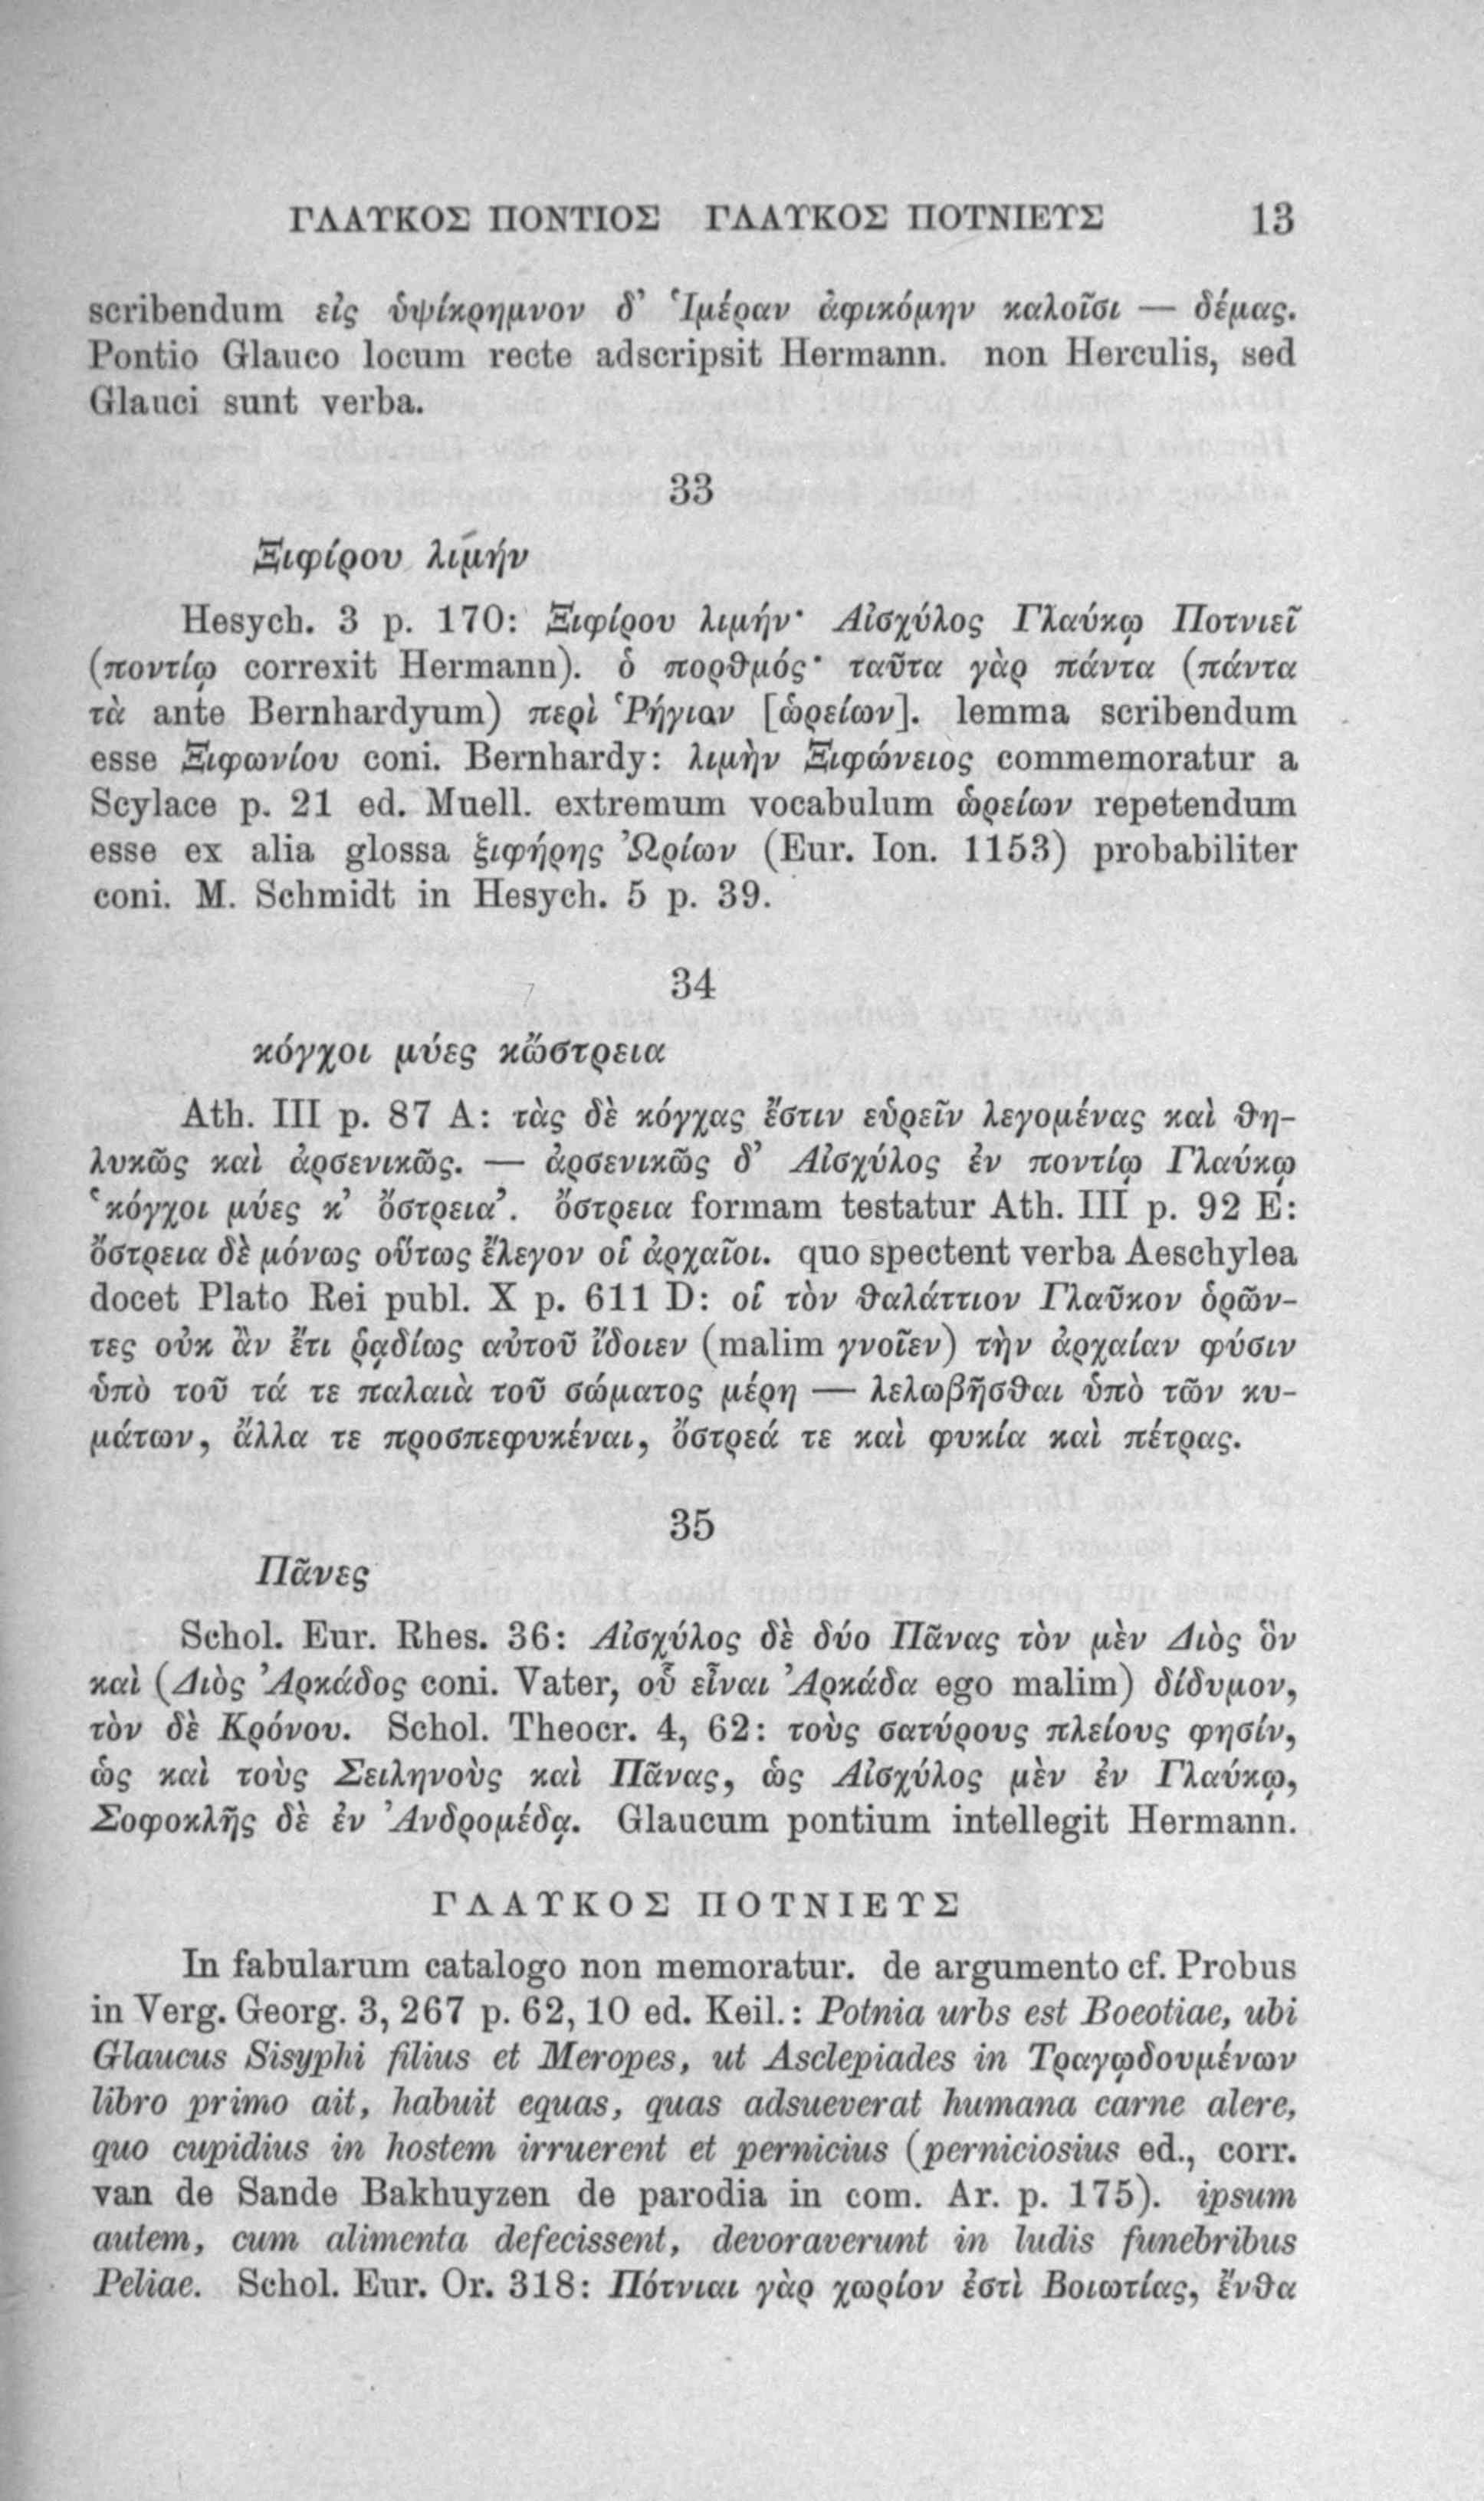 ΓΛΑΥΚΟΣ ΠΟΝΤΙΟΣ ΓΛΑΥΚΟΣ ΠΟΤΝΙΕΥΣ 13
scribendum εἰς ὑψίκρημνον δ’ Ἱμέραν ἀφικόμην καλοῖσι — δέμας.
Pontio Glauco locum recte adscripsit Hermann. non Herculis, sed
Glauci sunt verba.
33
Ξιφίρου λιμήν
Hesych. 3 p. 170: Ξιφίρου λιμήν· Αἰσχύλος Γλαύκῳ Ποτνιεῖ
(ποντίῳ correxit Hermann). ὁ πορθμός· ταῦτα γὰρ πάντα (πάντα
τὰ ante Bernhardyum) περὶ Ῥήγιον [ὡρείων]. lemma scribendum
esse Ξιφωνίου coni. Bernhardy: λιμὴν Ξιφώνειος commemoratur a
Scylace p. 21 ed. Muell. extremum vocabulum ὡρείων repetendum
esse ex alia glossa ξιφήρης Ὠρίων (Eur. Ion. 1153) probabiliter
coni. M. Schmidt in Hesych. 5 p. 39.
34
κόγχοι μύες κὤστρεια
Ath. III p. 87 A: τὰς δὲ κόγχας ἔστιν εὑρεῖν λεγομένας καὶ θη-
λυκῶς καὶ ἀρσενικῶς. — ἀρσενικῶς δ’ Αἰσχύλος ἐν ποντίῳ Γλαύκῳ
‘κόγχοι μύες κ’ ὄστρεια’. ὄστρεια formam testatur Ath. III p. 92 E:
ὄστρεια δὲ μόνως οὕτως ἔλεγον οἱ ἀρχαῖοι. quo spectent verba Aeschylea
docet Plato Rei publ. X p. 611 D: οἱ τὸν θαλάττιον Γλαῦκον ὁρῶν-
τες οὐκ ἂν ἔτι ῥᾳδίως αὐτοῦ ἴδοιεν (malim γνοῖεν) τὴν ἀρχαίαν φύσιν
ὑπὸ τοῦ τά τε παλαιὰ τοῦ σώματος μέρη — λελωβῆσθαι ὑπὸ τῶν κυ-
μάτων, ἄλλα τε προσπεφυκέναι, ὄστρεά τε καὶ φυκία καὶ πέτρας.
35
Πᾶνες
Schol. Eur. Rhes. 36: Αἰσχύλος δὲ δύο Πᾶνας τὸν μὲν Διὸς ὃν
καὶ (Διὸς Ἀρκάδος coni. Vater, οὗ εἶναι Ἀρκάδα ego malim) δίδυμον,
τὸν δὲ Κρόνου. Schol. Theocr. 4, 62: τοὺς σατύρους πλείους φησίν,
ὡς καὶ τοὺς Σειληνοὺς καὶ Πᾶνας, ὡς Αἰσχύλος μὲν ἐν Γλαύκῳ,
Σοφοκλῆς δὲ ἐν Ἀνδρομέδᾳ. Glaucum pontium intellegit Hermann.
ΓΛΑΥΚΟΣ ΠΟΤΝΙΕΥΣ
In fabularum catalogo non memoratur. de argumento cf. Probus
in Verg. Georg. 3, 267 p. 62, 10 ed. Keil.: Potnia urbs est Boeotiae, ubi
Glaucus Sisyphi filius et Meropes, ut Asclepiades in Τραγῳδουμένων
libro primo ait, habuit equas, quas adsueverat humana carne alere,
quo cupidius in hostem irruerent et pernicius (perniciosius ed., corr.
van de Sande Bakhuyzen de parodia in com. Ar. p. 175). ipsum
autem, cum alimenta defecissent, devoraverunt in ludis funebribus
Peliae. Schol. Eur. Or. 318: Πότνιαι γὰρ χωρίον ἐστὶ Βοιωτίας, ἔνθα